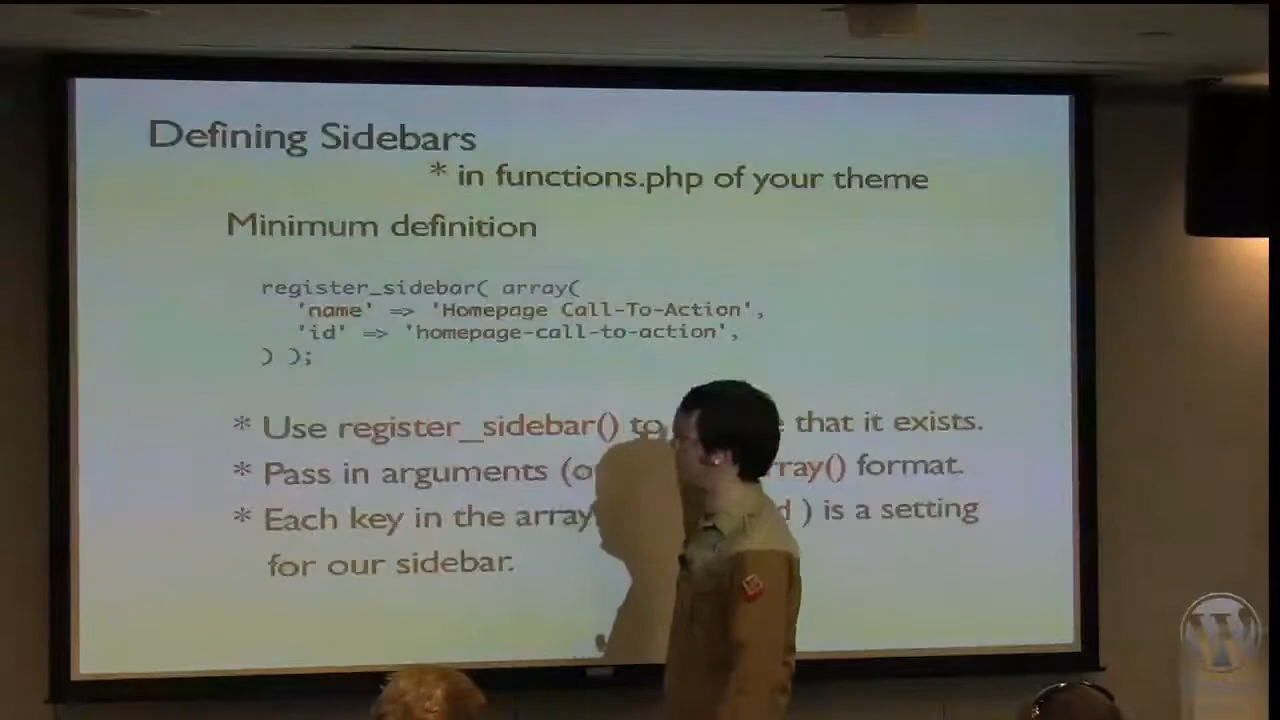 Defining Sidebars
* in functions.php of your theme
Minimum definition
register_sidebar( array(
'name' => 'Homepage Call-To-Action',
'id' => 'homepage-call-to-action',
) );
* Use register_sidebar() to that it exists.
* Pass in arguments () format.
* Each key in the array ) is a setting
for our sidebar.